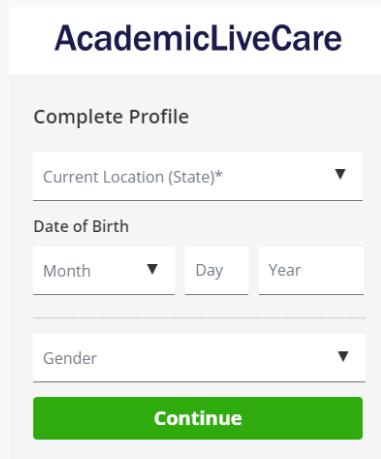 AcademicLiveCare
Complete Profile
Current Location (State)*
Date of Birth
Month Day Year
Gender
Continue